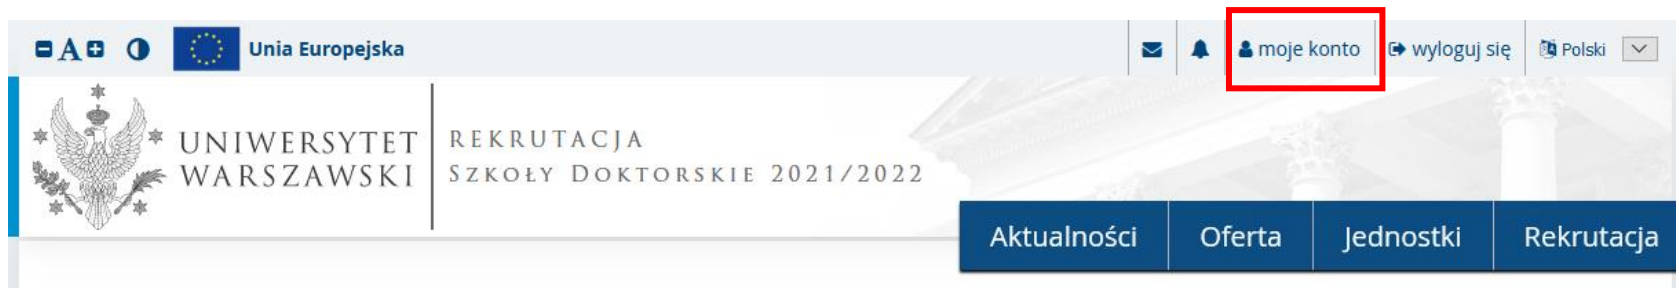 A Unia Europejska moje konto wyloguj się Polski
UNIWERSYTET
WARSZAWSKI
REKRUTACJA
SZKOŁY DOKTORSKIE 2021/2022
Aktualności Oferta Jednostki Rekrutacja